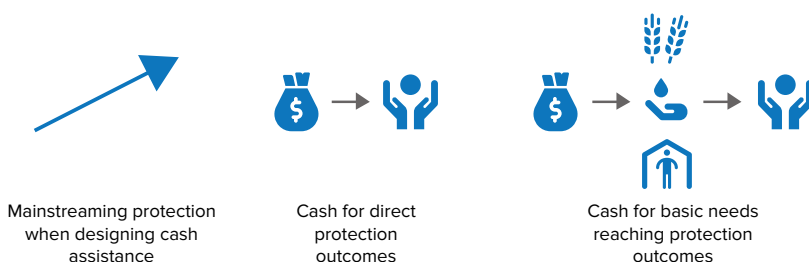 $
$
Mainstreaming protection
when designing cash
assistance
Cash for direct
protection
outcomes
Cash for basic needs
reaching protection
outcomes